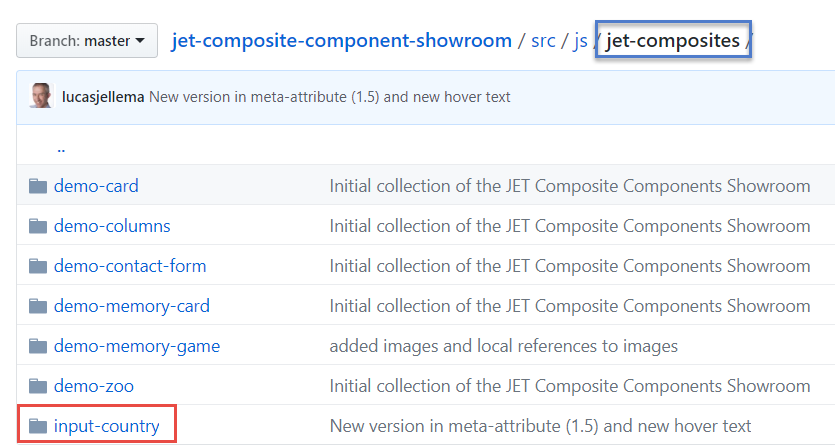 Branch: master jet-composite-component-showroom / src / js / jet-composites /
lucasjellema New version in meta-attribute (1.5) and new hover text
..
demo-card Initial collection of the JET Composite Components Showroom
demo-columns Initial collection of the JET Composite Components Showroom
demo-contact-form Initial collection of the JET Composite Components Showroom
demo-memory-card Initial collection of the JET Composite Components Showroom
demo-memory-game added images and local references to images
demo-zoo Initial collection of the JET Composite Components Showroom
input-country New version in meta-attribute (1.5) and new hover text